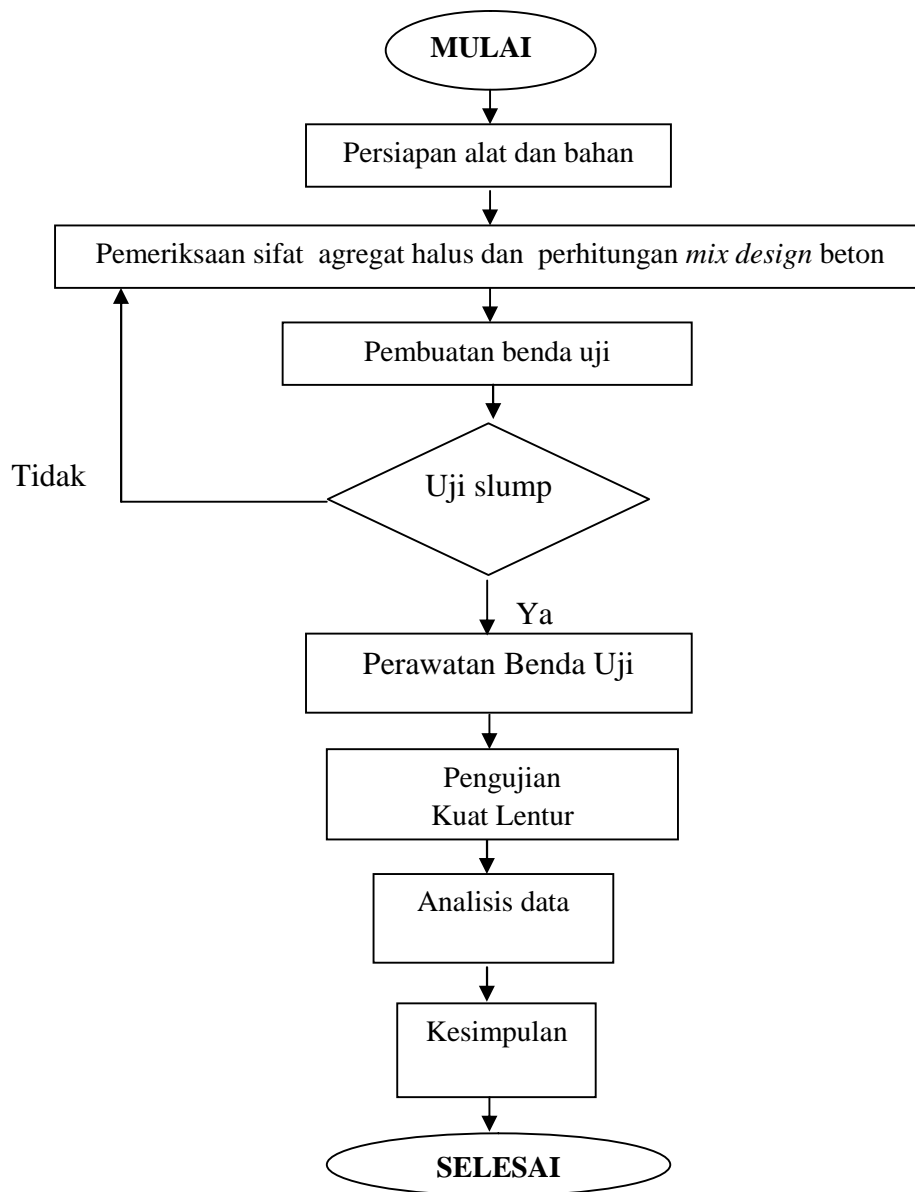 MULAI
Persiapan alat dan bahan
Pemeriksaan sifat agregat halus dan perhitungan mix design beton
Pembuatan benda uji
Uji slump
Tidak
Ya
Perawatan Benda Uji
Pengujian
Kuat Lentur
Analisis data
Kesimpulan
SELESAI